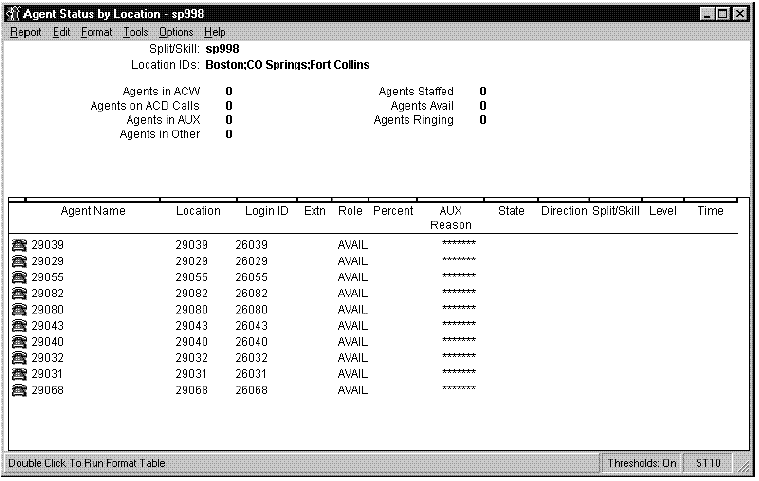 Agent Status by Location - sp998
Report Edit Format Tools Options Help
Split/Skill: sp998
Location IDs: Boston;CO Springs;Fort Collins
Agents in ACW 0 Agents Staffed 0
Agents on ACD Calls 0 Agents Avail 0
Agents in AUX 0 Agents Ringing 0
Agents in Other 0
Agent Name Location Login ID Extn Role Percent AUX State Direction Split/Skill Level Time
Reason
29039 29039 26039 AVAIL *******
29029 29029 26029 AVAIL *******
29055 29055 26055 AVAIL *******
29082 29082 26082 AVAIL *******
29080 29080 26080 AVAIL *******
29043 29043 26043 AVAIL *******
29040 29040 26040 AVAIL *******
29032 29032 26032 AVAIL *******
29031 29031 26031 AVAIL *******
29068 29068 26068 AVAIL *******
Double Click To Run Format Table Thresholds: On ST10